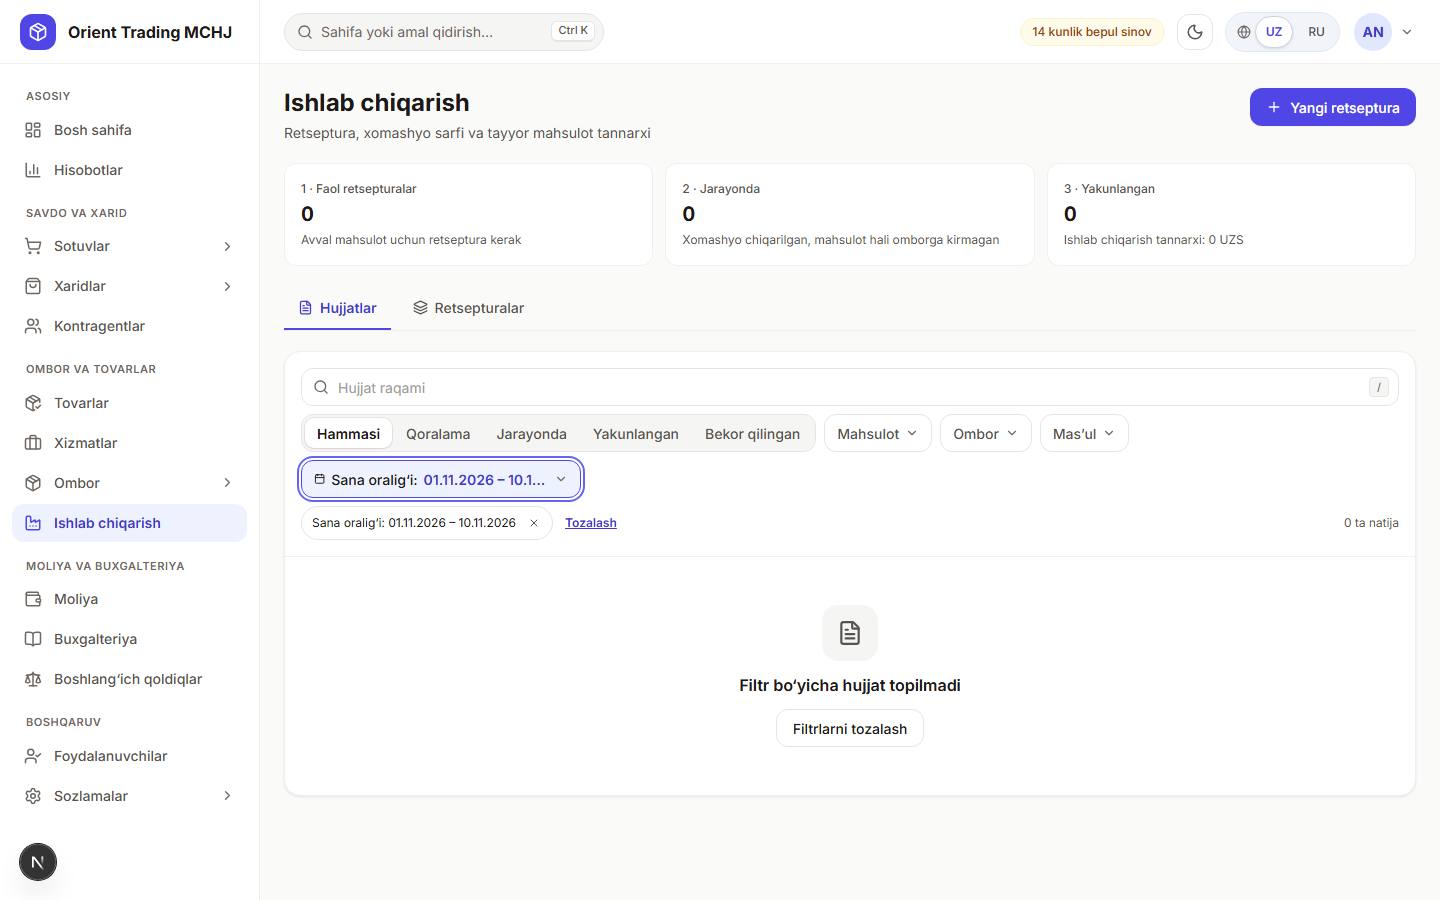 Orient Trading MCHJ
Sahifa yoki amal qidirish...
Ctrl K
14 kunlik bepul sinov
UZ
RU
AN
ASOSIY
Bosh sahifa
Hisobotlar
SAVDO VA XARID
Sotuvlar
Xaridlar
Kontragentlar
OMBOR VA TOVARLAR
Tovarlar
Xizmatlar
Ombor
Ishlab chiqarish
MOLIYA VA BUXGALTERIYA
Moliya
Buxgalteriya
Boshlang‘ich qoldiqlar
BOSHQARUV
Foydalanuvchilar
Sozlamalar
N
Ishlab chiqarish
Retseptura, xomashyo sarfi va tayyor mahsulot tannarxi
Yangi retseptura
1 · Faol retsepturalar
0
Avval mahsulot uchun retseptura kerak
2 · Jarayonda
0
Xomashyo chiqarilgan, mahsulot hali omborga kirmagan
3 · Yakunlangan
0
Ishlab chiqarish tannarxi: 0 UZS
Hujjatlar
Retsepturalar
Hujjat raqami
/
Hammasi
Qoralama
Jarayonda
Yakunlangan
Bekor qilingan
Mahsulot
Ombor
Mas’ul
Sana oralig‘i: 01.11.2026 – 10.1...
Sana oralig‘i: 01.11.2026 – 10.11.2026
Tozalash
0 ta natija
Filtr bo‘yicha hujjat topilmadi
Filtrlarni tozalash